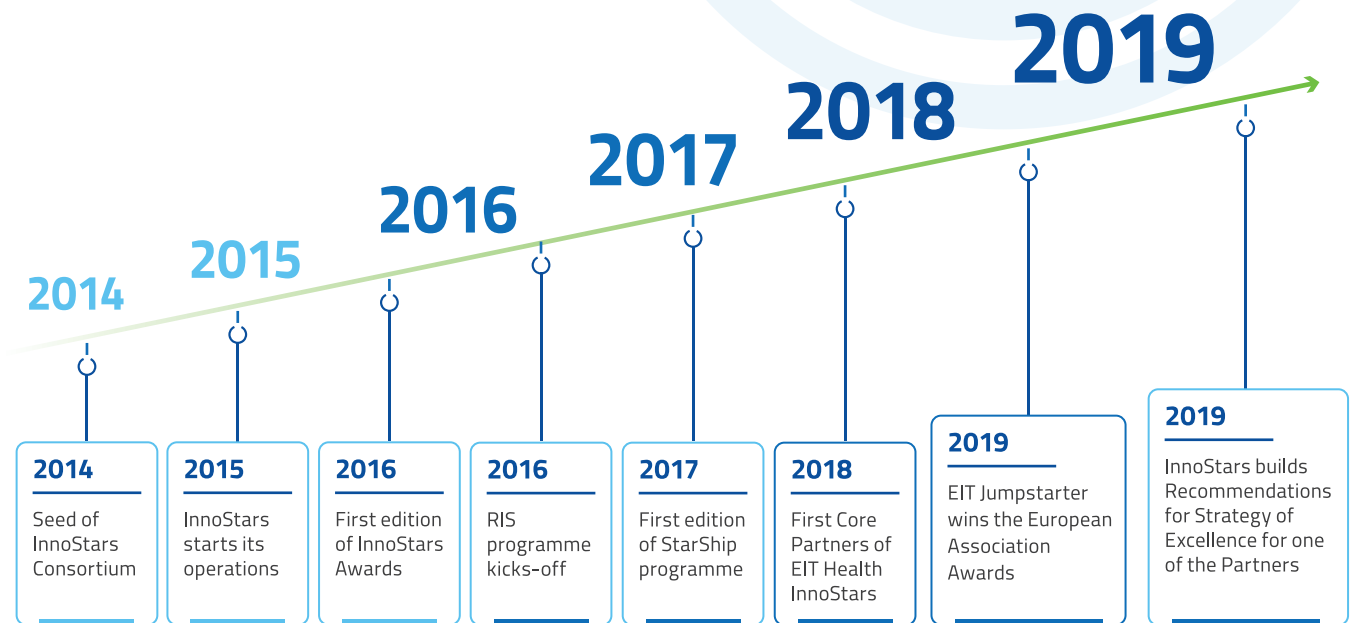 2014
2015
2016
2017
2018
2019
2014
Seed of
InnoStars
Consortium
2015
InnoStars
starts its
operations
2016
First edition
of InnoStars
Awards
2016
RIS
programme
kicks-off
2017
First edition
of StarShip
programme
2018
First Core
Partners of
EIT Health
InnoStars
2019
EIT Jumpstarter
wins the European
Association
Awards
2019
InnoStars builds
Recommendations
for Strategy of
Excellence for one
of the Partners